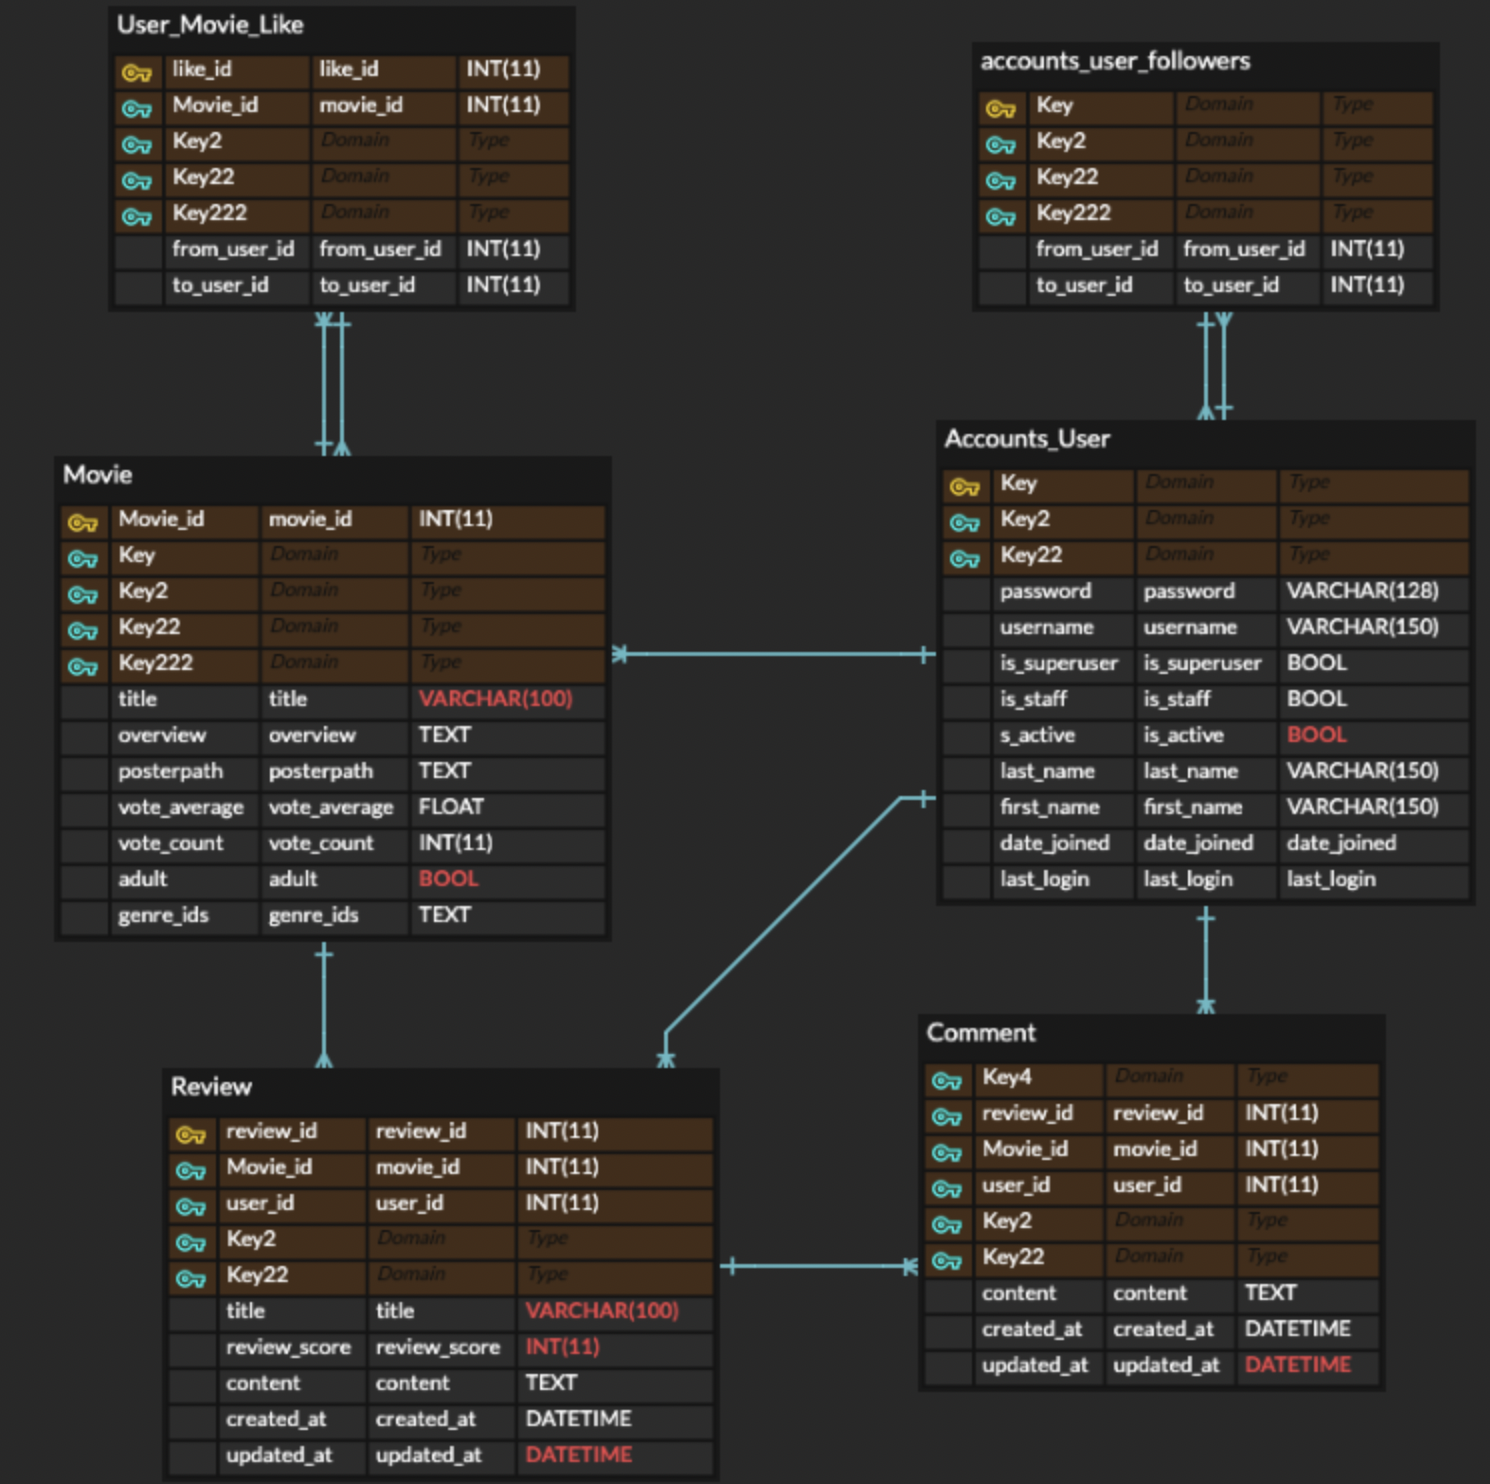 User_Movie_Like
like_id like_id INT(11)
Movie_id movie_id INT(11)
Key2 Domain Type
Key22 Domain Type
Key222 Domain Type
from_user_id from_user_id INT(11)
to_user_id to_user_id INT(11)
accounts_user_followers
Key Domain Type
Key2 Domain Type
Key22 Domain Type
Key222 Domain Type
from_user_id from_user_id INT(11)
to_user_id to_user_id INT(11)
Movie
Movie_id movie_id INT(11)
Key Domain Type
Key2 Domain Type
Key22 Domain Type
Key222 Domain Type
title title VARCHAR(100)
overview overview TEXT
posterpath posterpath TEXT
vote_average vote_average FLOAT
vote_count vote_count INT(11)
adult adult BOOL
genre_ids genre_ids TEXT
Accounts_User
Key Domain Type
Key2 Domain Type
Key22 Domain Type
password password VARCHAR(128)
username username VARCHAR(150)
is_superuser is_superuser BOOL
is_staff is_staff BOOL
s_active is_active BOOL
last_name last_name VARCHAR(150)
first_name first_name VARCHAR(150)
date_joined date_joined date_joined
last_login last_login last_login
Review
review_id review_id INT(11)
Movie_id movie_id INT(11)
user_id user_id INT(11)
Key2 Domain Type
Key22 Domain Type
title title VARCHAR(100)
review_score review_score INT(11)
content content TEXT
created_at created_at DATETIME
updated_at updated_at DATETIME
Comment
Key4 Domain Type
review_id review_id INT(11)
Movie_id movie_id INT(11)
user_id user_id INT(11)
Key2 Domain Type
Key22 Domain Type
content content TEXT
created_at created_at DATETIME
updated_at updated_at DATETIME